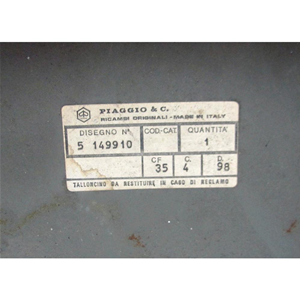 PIAGGIO & C.
RICAMBI ORIGINALI - MADE IN ITALY
DISEGNO N° COD-CAT. QUANTITA'
5 149910 1
CF C. D.
35 4 98
TALLONCINO DA RESTITUIRE IN CASO DI RECLAMO